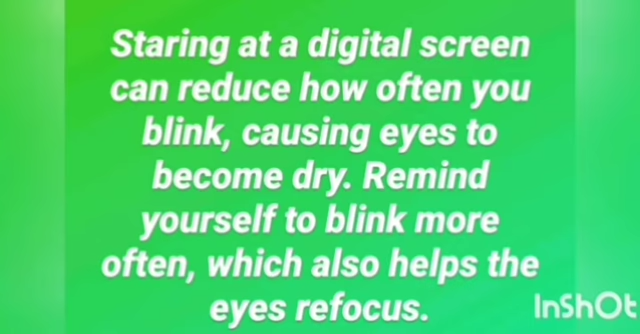 Staring at a digital screen
can reduce how often you
blink, causing eyes to
become dry. Remind
yourself to blink more
often, which also helps the
eyes refocus.
InShOt